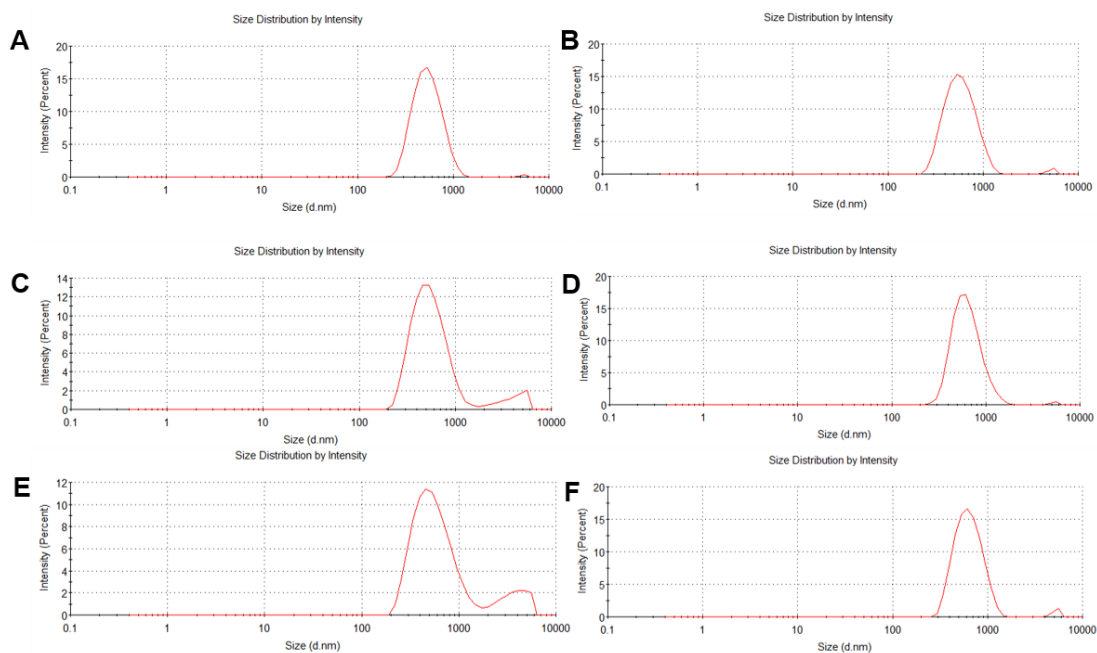 Size Distribution by Intensity
A
Intensity (Percent)
20
15
10
5
0
0.1 1 10 100 1000 10000
Size (d.nm)
Size Distribution by Intensity
B
Intensity (Percent)
20
15
10
5
0
0.1 1 10 100 1000 10000
Size (d.nm)
Size Distribution by Intensity
C
Intensity (Percent)
14
12
10
8
6
4
2
0
0.1 1 10 100 1000 10000
Size (d.nm)
Size Distribution by Intensity
D
Intensity (Percent)
20
15
10
5
0
0.1 1 10 100 1000 10000
Size (d.nm)
Size Distribution by Intensity
E
Intensity (Percent)
12
10
8
6
4
2
0
0.1 1 10 100 1000 10000
Size (d.nm)
Size Distribution by Intensity
F
Intensity (Percent)
20
15
10
5
0
0.1 1 10 100 1000 10000
Size (d.nm)